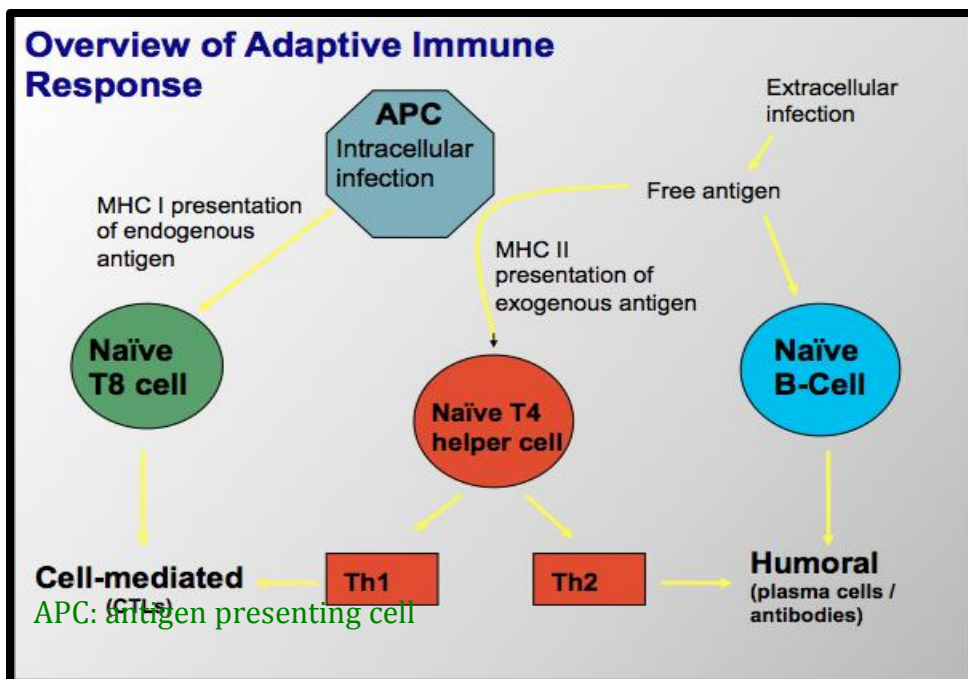 Overview of Adaptive Immune
Response
APC
Intracellular
infection
Extracellular
infection
Free antigen
MHC I presentation
of endogenous
antigen
MHC II
presentation of
exogenous antigen
Naïve
T8 cell
Naïve T4
helper cell
Naïve
B-Cell
Cell-mediated
(CTLs)
Th1
Th2
Humoral
(plasma cells /
antibodies)
APC: antigen presenting cell